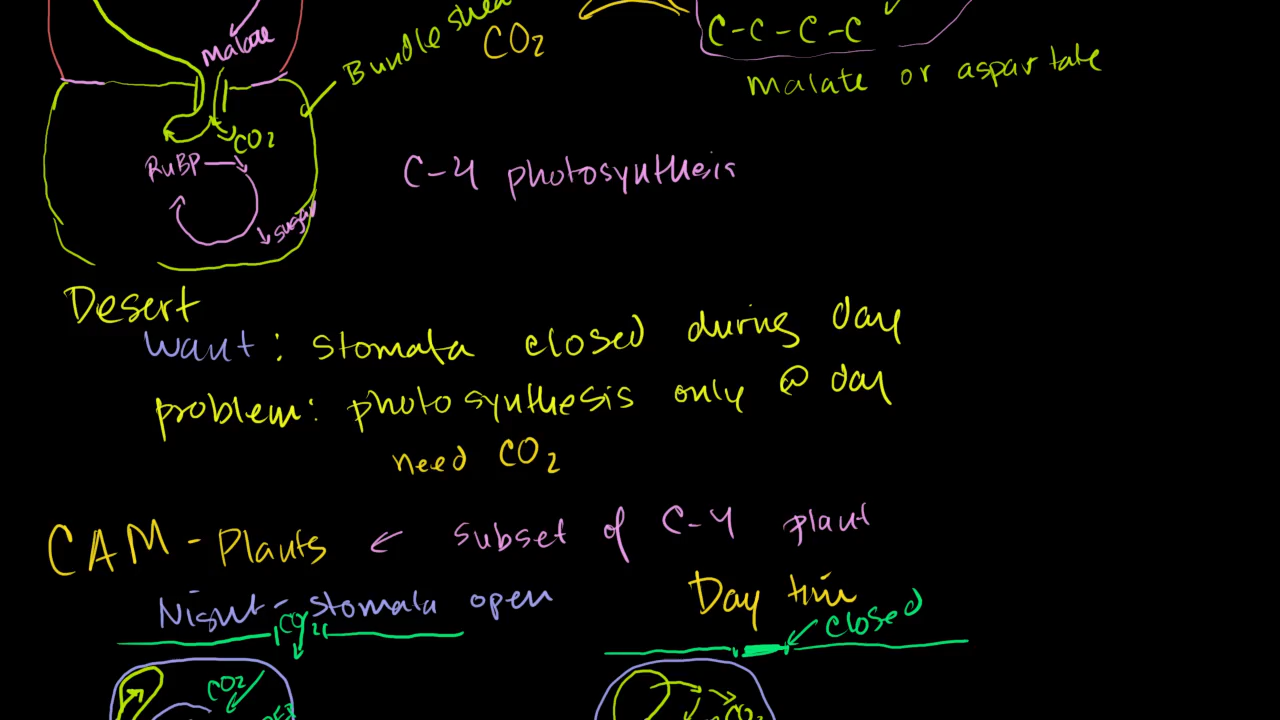 Malate
Bundle shea
CO2
C-C-C-C
malate or aspartate
CO2
RuBP
sugar
C-4 photosynthesis
Desert
want: stomata closed during day
problem: photosynthesis only @ day
need CO2
CAM-Plants ← subset of C-4 plant
Night - stomata open
Day time
closed
CO2
CO2
CO2